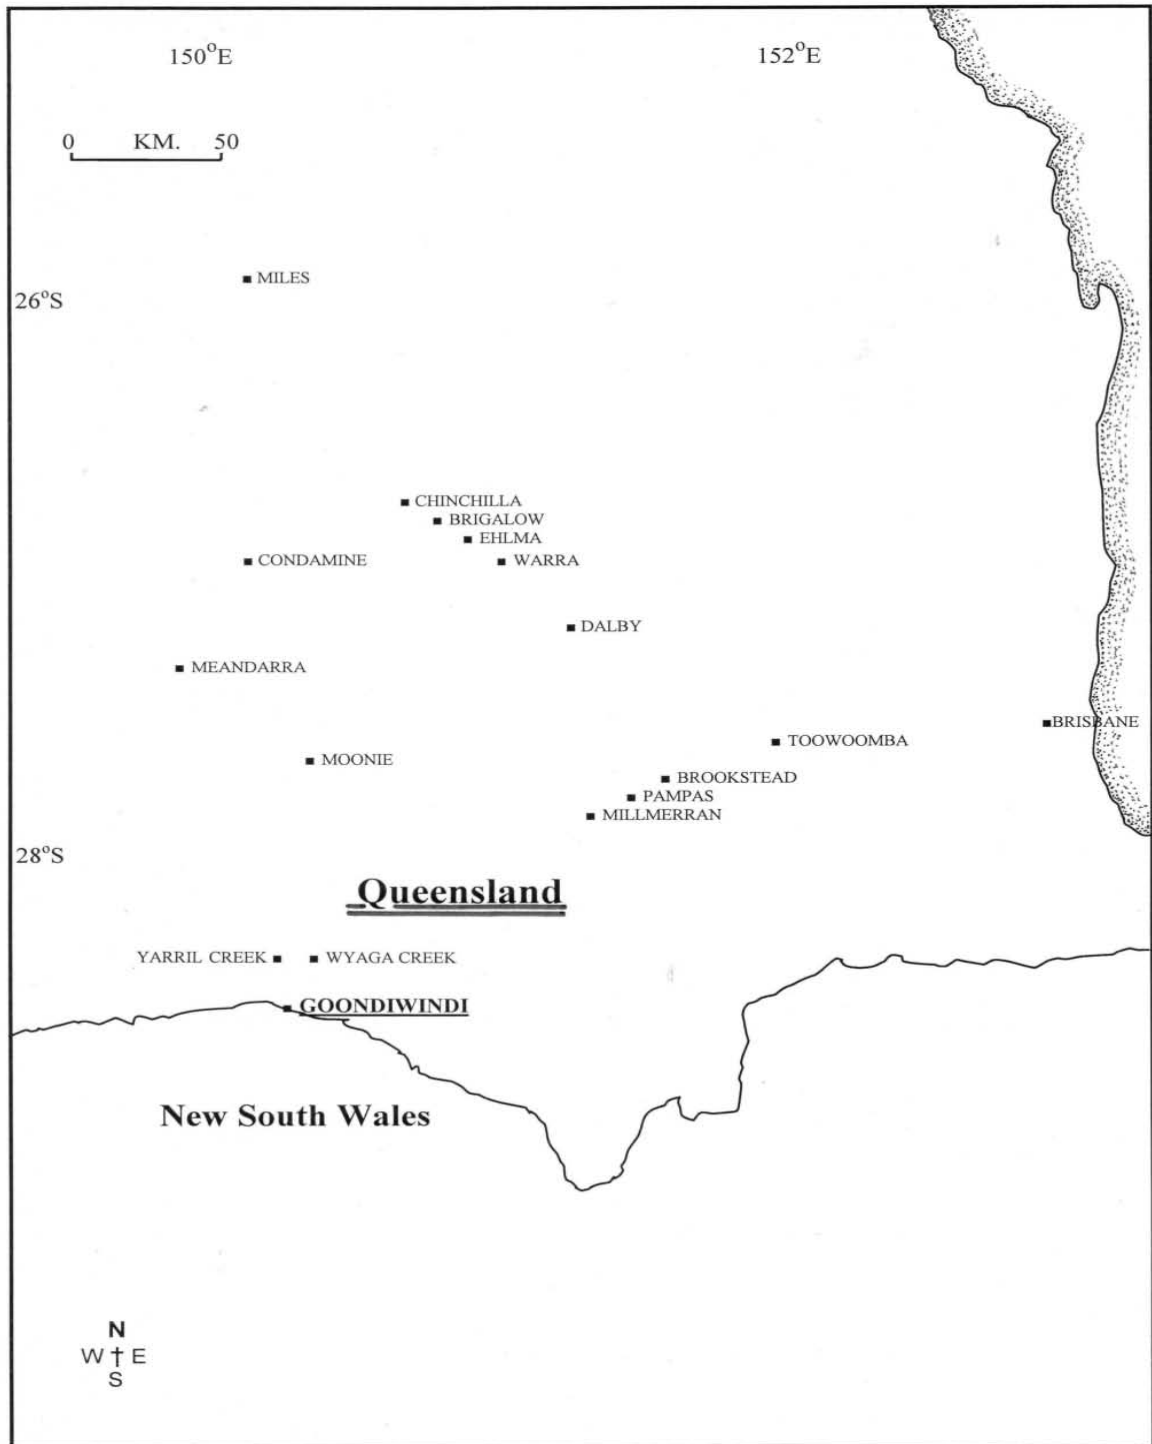 150°E 152°E
0 KM. 50
MILES
26°S
CHINCHILLA
BRIGALOW
EHLMA
CONDAMINE WARRA
DALBY
MEANDARRA
BRISBANE
TOOWOOMBA
MOONIE
BROOKSTEAD
PAMPAS
MILLMERRAN
28°S
Queensland
YARRIL CREEK WYAGA CREEK
GOONDIWINDI
New South Wales
N
W E
S